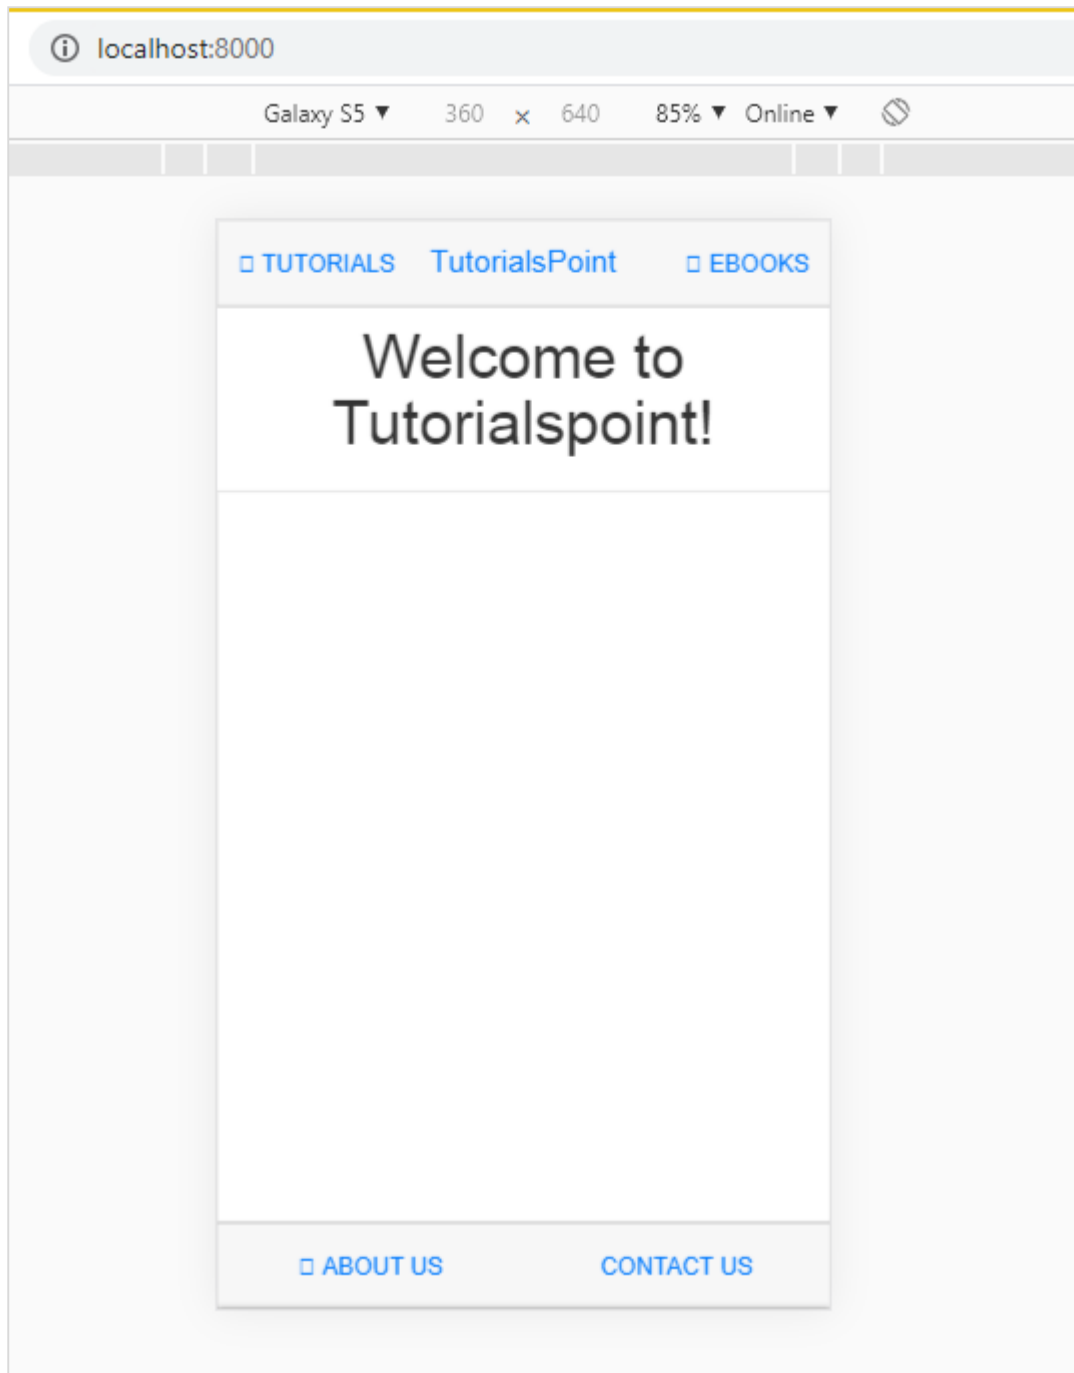 localhost:8000
Galaxy S5 ▼ 360 × 640 85% ▼ Online ▼
TUTORIALS TutorialsPoint EBOOKS
Welcome to
Tutorialspoint!
ABOUT US CONTACT US